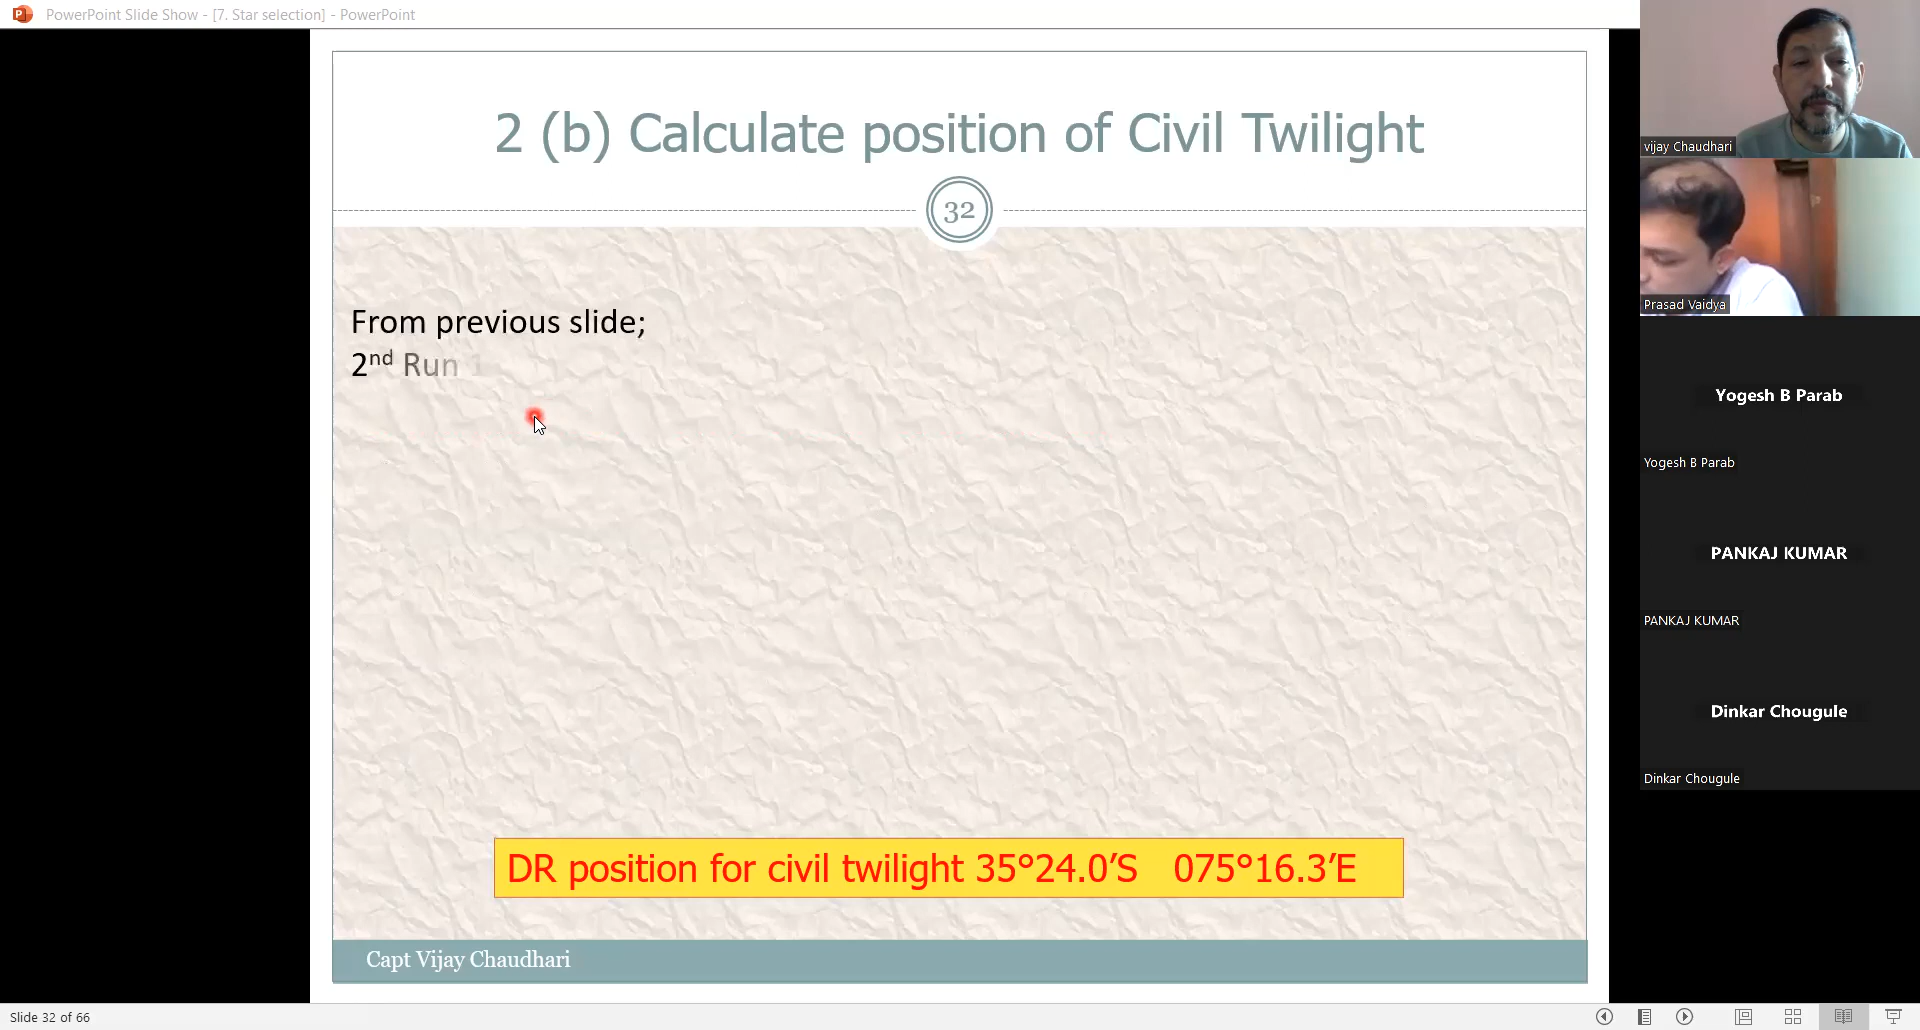 PowerPoint Slide Show - [7. Star selection] - PowerPoint
2 (b) Calculate position of Civil Twilight
32
From previous slide;
2nd Run 1
DR position for civil twilight 35°24.0’S 075°16.3’E
Capt Vijay Chaudhari
Slide 32 of 66
vijay Chaudhari
Prasad Vaidya
Yogesh B Parab
Yogesh B Parab
PANKAJ KUMAR
PANKAJ KUMAR
Dinkar Chougule
Dinkar Chougule